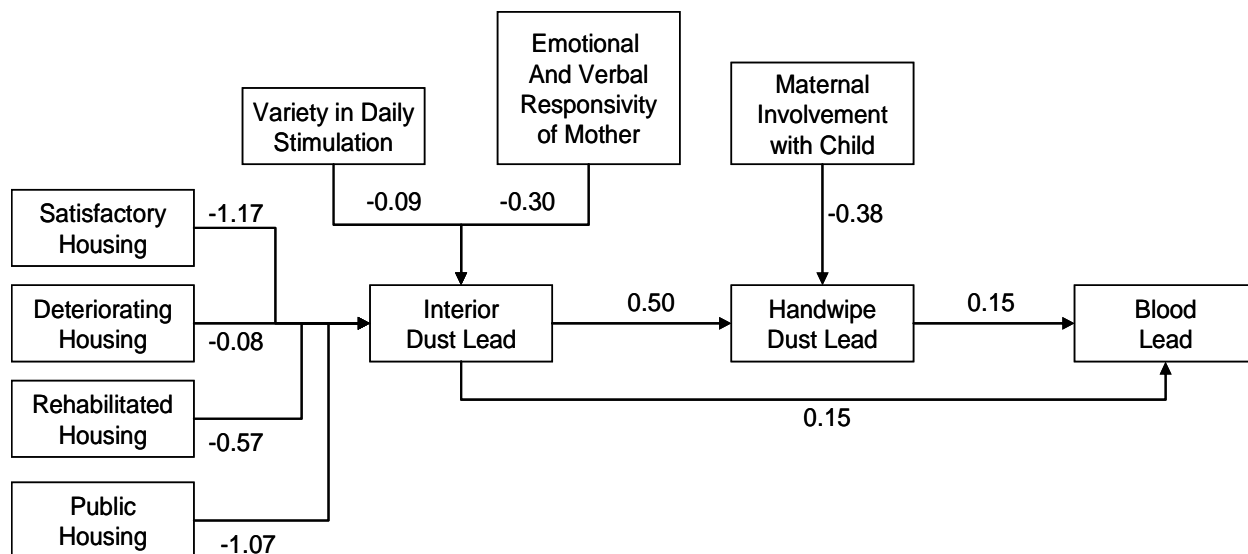 Emotional
And Verbal
Responsivity
of Mother
Variety in Daily
Stimulation
Maternal
Involvement
with Child
-0.09
-0.30
-0.38
Satisfactory
Housing
-1.17
Deteriorating
Housing
-0.08
Rehabilitated
Housing
-0.57
Public
Housing
-1.07
Interior
Dust Lead
0.50
Handwipe
Dust Lead
0.15
Blood
Lead
0.15